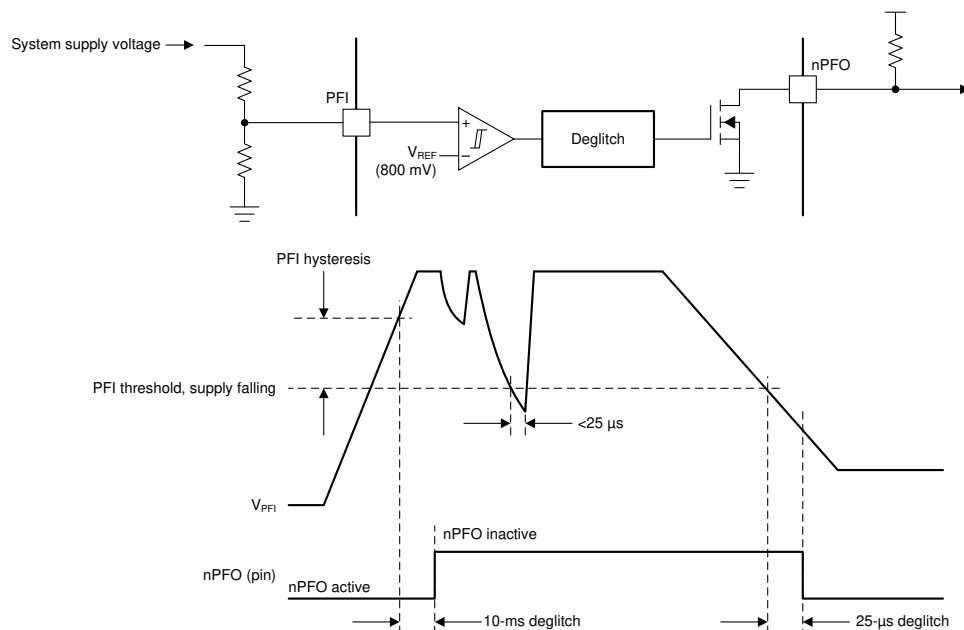 System supply voltage
PFI
nPFO
+
−
V_REF
(800 mV)
Deglitch
PFI hysteresis
PFI threshold, supply falling
<25 µs
V_PFI
nPFO inactive
nPFO (pin)
nPFO active
10-ms deglitch
25-µs deglitch